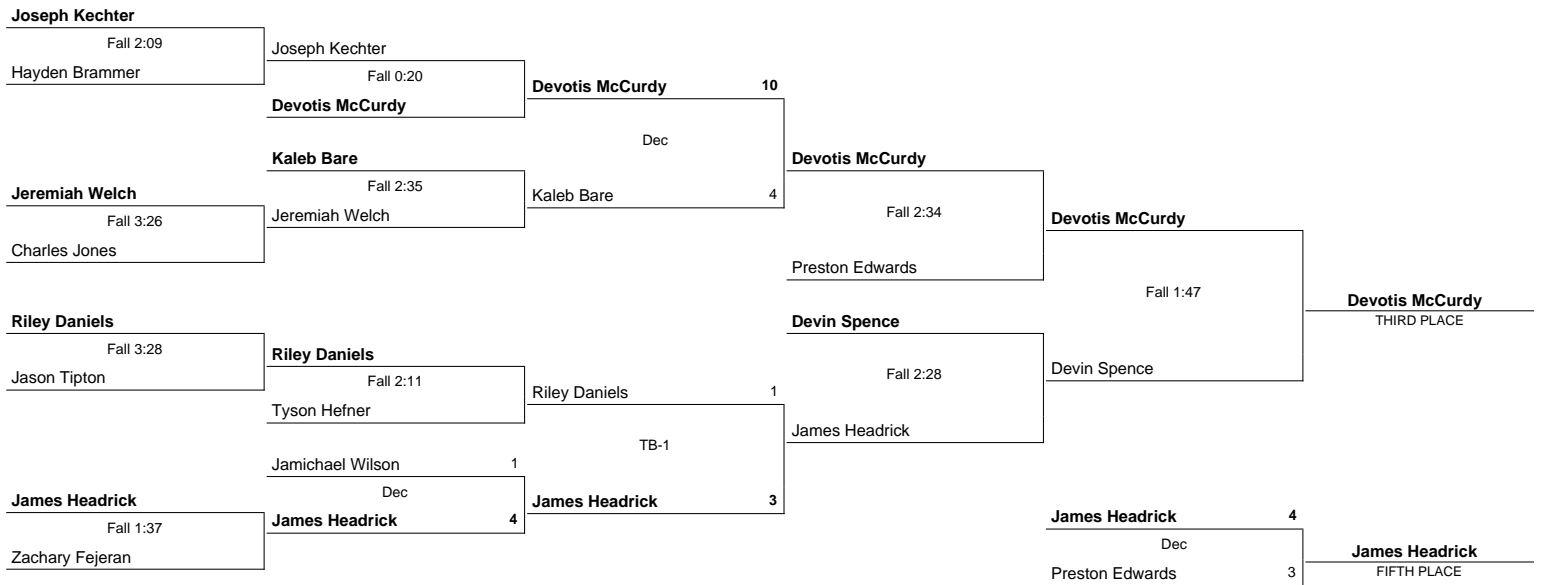 Joseph Kechter
Fall 2:09
Hayden Brammer
Jeremiah Welch
Fall 3:26
Charles Jones
Riley Daniels
Fall 3:28
Jason Tipton
James Headrick
Fall 1:37
Zachary Fejeran
Joseph Kechter
Fall 0:20
Devotis McCurdy
Kaleb Bare
Fall 2:35
Jeremiah Welch
Riley Daniels
Fall 2:11
Tyson Hefner
Jamichael Wilson 1
Dec
James Headrick 4
Devotis McCurdy 10
Dec
Kaleb Bare 4
Riley Daniels 1
TB-1
James Headrick 3
Devotis McCurdy
Fall 2:34
Preston Edwards
Devin Spence
Fall 2:28
James Headrick
Devotis McCurdy
Fall 1:47
Devin Spence
Devotis McCurdy
THIRD PLACE
James Headrick 4
Dec
Preston Edwards 3
James Headrick
FIFTH PLACE